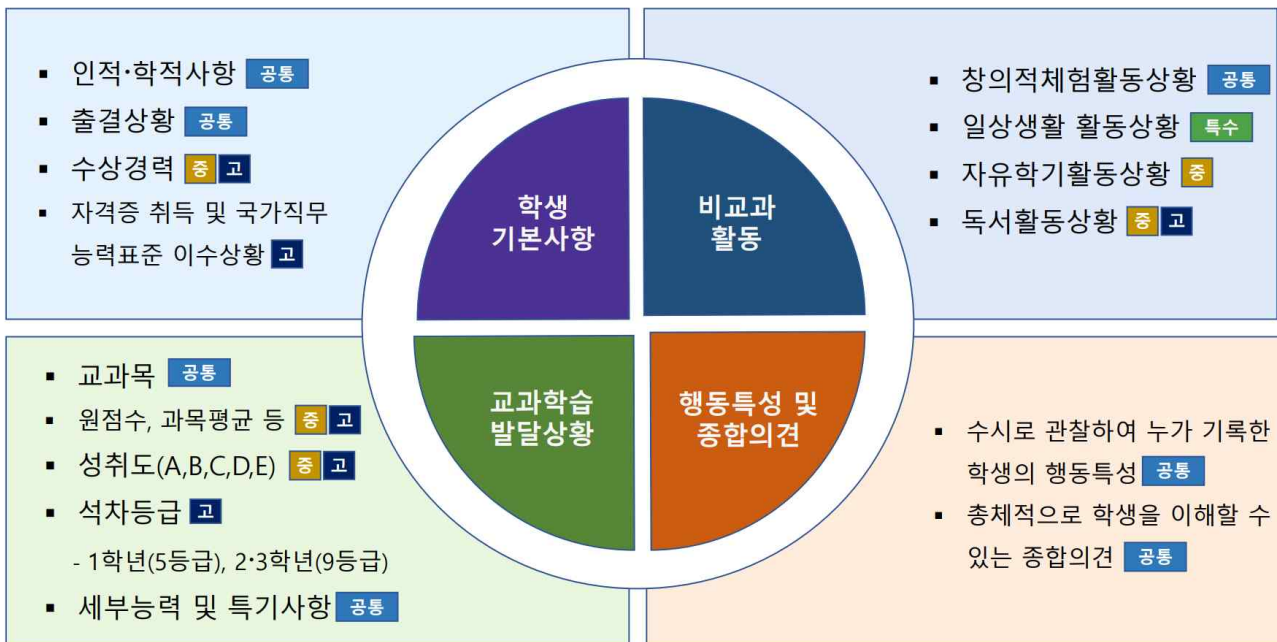 ▪ 인적·학적사항 공통
▪ 출결상황 공통
▪ 수상경력 중 고
▪ 자격증 취득 및 국가직무
능력표준 이수상황 고
학생
기본사항
비교과
활동
▪ 창의적체험활동상황 공통
▪ 일상생활 활동상황 특수
▪ 자유학기활동상황 중
▪ 독서활동상황 중 고
▪ 교과목 공통
▪ 원점수, 과목평균 등 중 고
▪ 성취도(A,B,C,D,E) 중 고
▪ 석차등급 고
- 1학년(5등급), 2·3학년(9등급)
▪ 세부능력 및 특기사항 공통
교과학습
발달상황
행동특성 및
종합의견
▪ 수시로 관찰하여 누가 기록한
학생의 행동특성 공통
▪ 총체적으로 학생을 이해할 수
있는 종합의견 공통